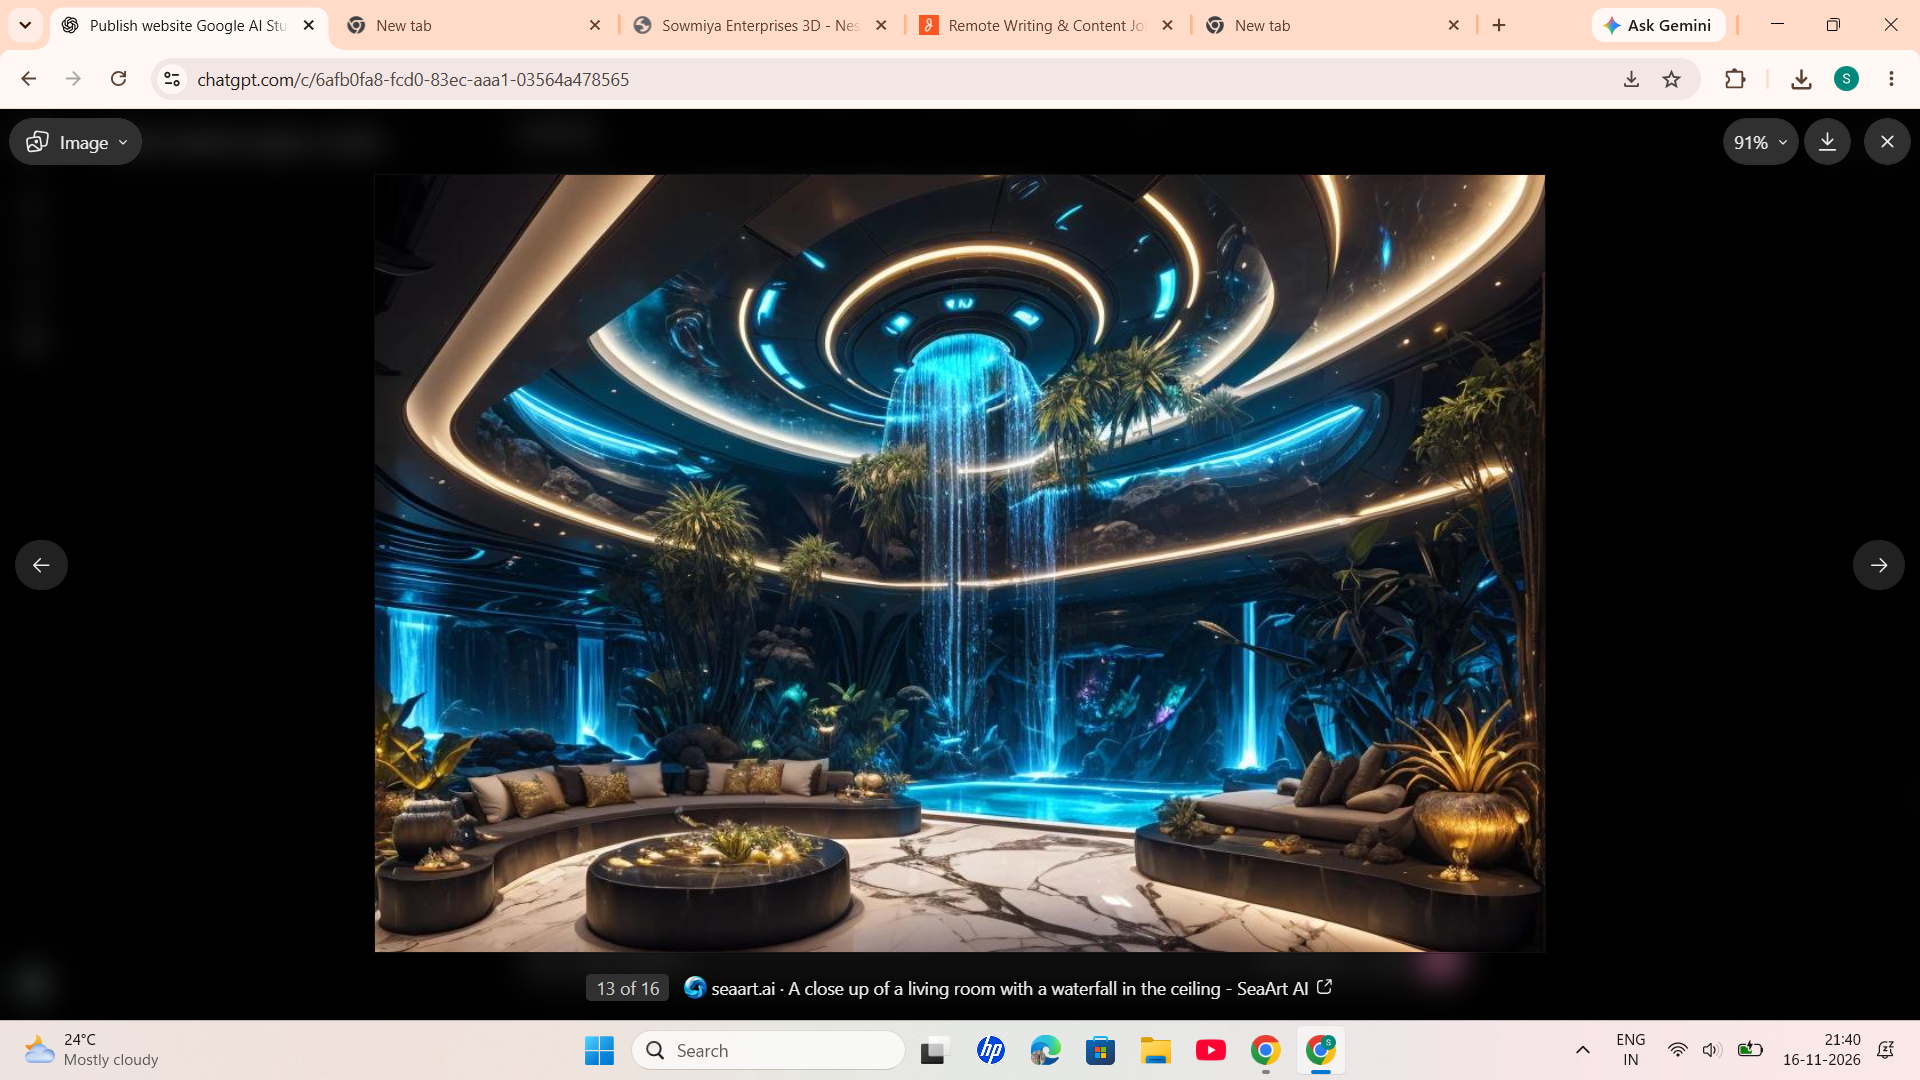 Publish website Google AI Stu
New tab
Sowmiya Enterprises 3D - Nes
Remote Writing & Content Jo
New tab
Ask Gemini
chatgpt.com/c/6afb0fa8-fcd0-83ec-aaa1-03564a478565
S
Image
91%
13 of 16
seaart.ai · A close up of a living room with a waterfall in the ceiling - SeaArt AI
24°C
Mostly cloudy
Search
hp
S
ENG
IN
21:40
16-11-2026